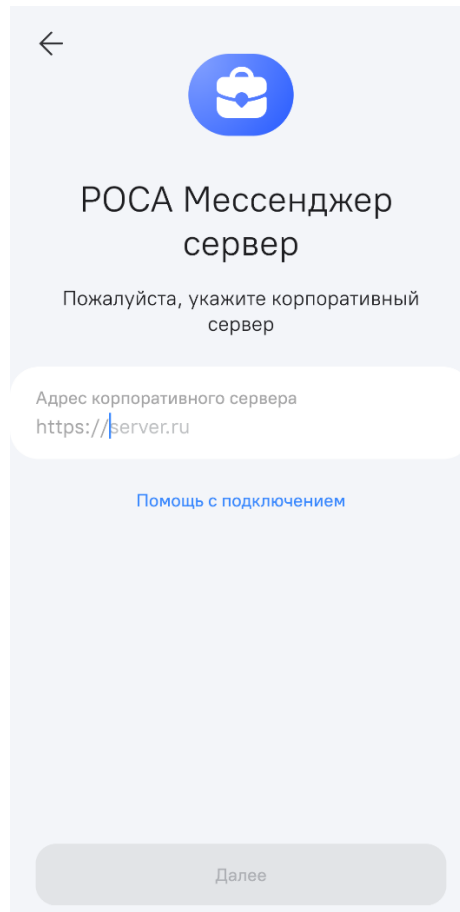 РОСА Мессенджер
сервер
Пожалуйста, укажите корпоративный
сервер
Адрес корпоративного сервера
https://server.ru
Помощь с подключением
Далее